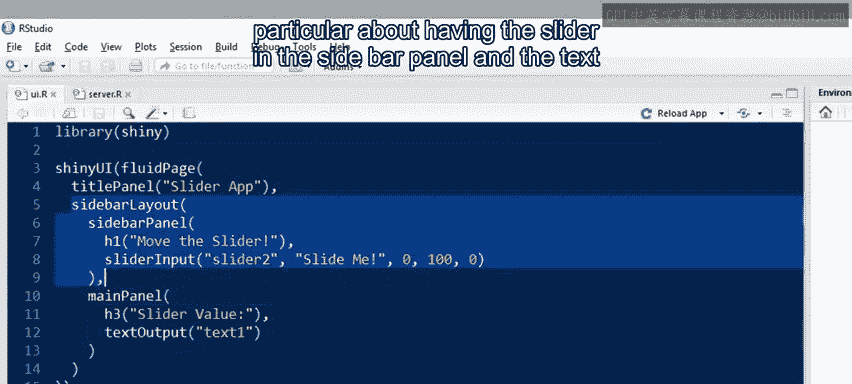 particular about having the slider
in the side bar panel and the text
RStudio
File Edit Code View Plots Session Build Debug Tools
Go to file/function
Addins
ui.R server.R
Environ
Reload App
1 library(shiny)
2
3 shinyUI(fluidPage(
4 titlePanel("Slider App"),
5 sidebarLayout(
6 sidebarPanel(
7 h1("Move the Slider!"),
8 sliderInput("slider2", "Slide Me!", 0, 100, 0)
9 ),
10 mainPanel(
11 h3("Slider Value:"),
12 textOutput("text1")
13 )
14 )